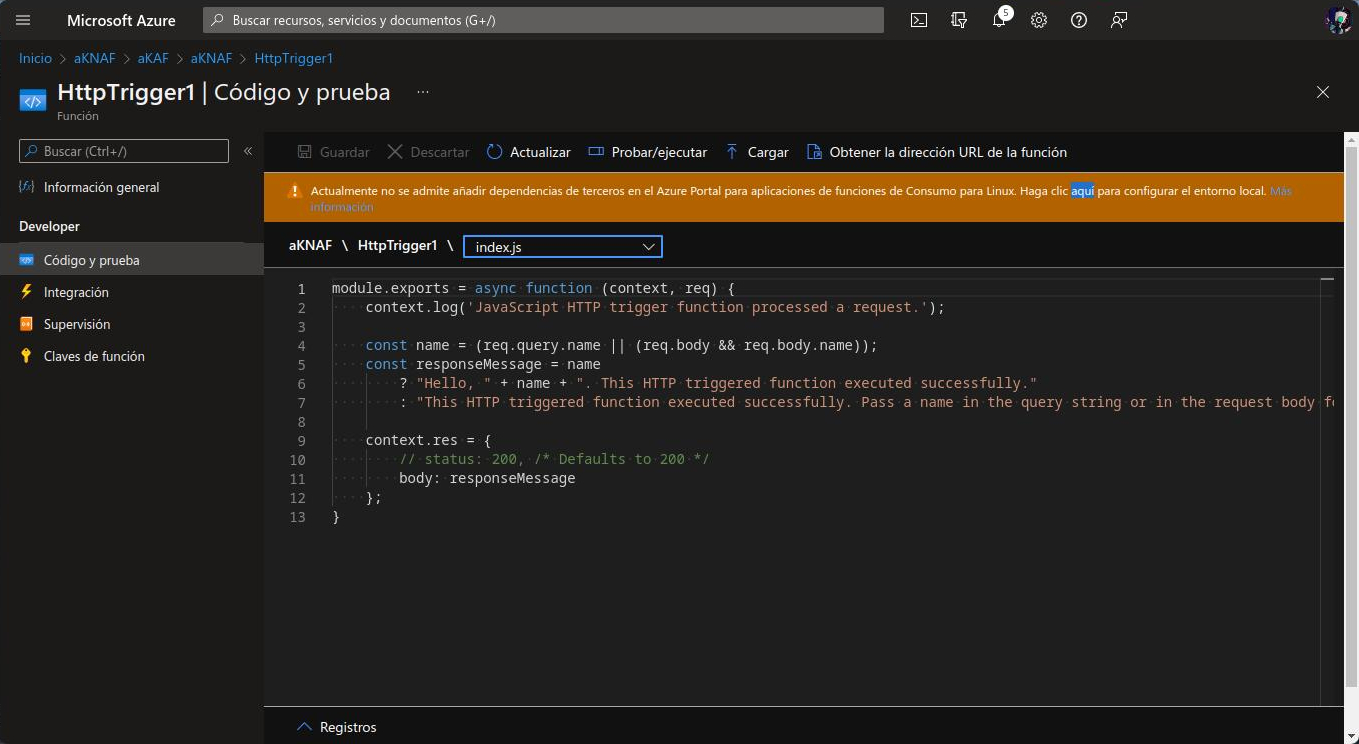 Microsoft Azure
Buscar recursos, servicios y documentos (G+/)
5
Inicio > aKNAF > aKAF > aKNAF > HttpTrigger1
HttpTrigger1 | Código y prueba ...
Función
Buscar (Ctrl+/)
«
Guardar Descartar Actualizar Probar/ejecutar Cargar Obtener la dirección URL de la función
Información general
Developer
Código y prueba
Integración
Supervisión
Claves de función
Actualmente no se admite añadir dependencias de terceros en el Azure Portal para aplicaciones de funciones de Consumo para Linux. Haga clic aquí para configurar el entorno local. Más
información
aKNAF \ HttpTrigger1 \ index.js
1 module.exports = async function (context, req) {
2     context.log('JavaScript HTTP trigger function processed a request.');
3
4     const name = (req.query.name || (req.body && req.body.name));
5     const responseMessage = name
6         ? "Hello, " + name + ". This HTTP triggered function executed successfully."
7         : "This HTTP triggered function executed successfully. Pass a name in the query string or in the request body
8
9     context.res = {
10         // status: 200, /* Defaults to 200 */
11         body: responseMessage
12     };
13 }
Registros